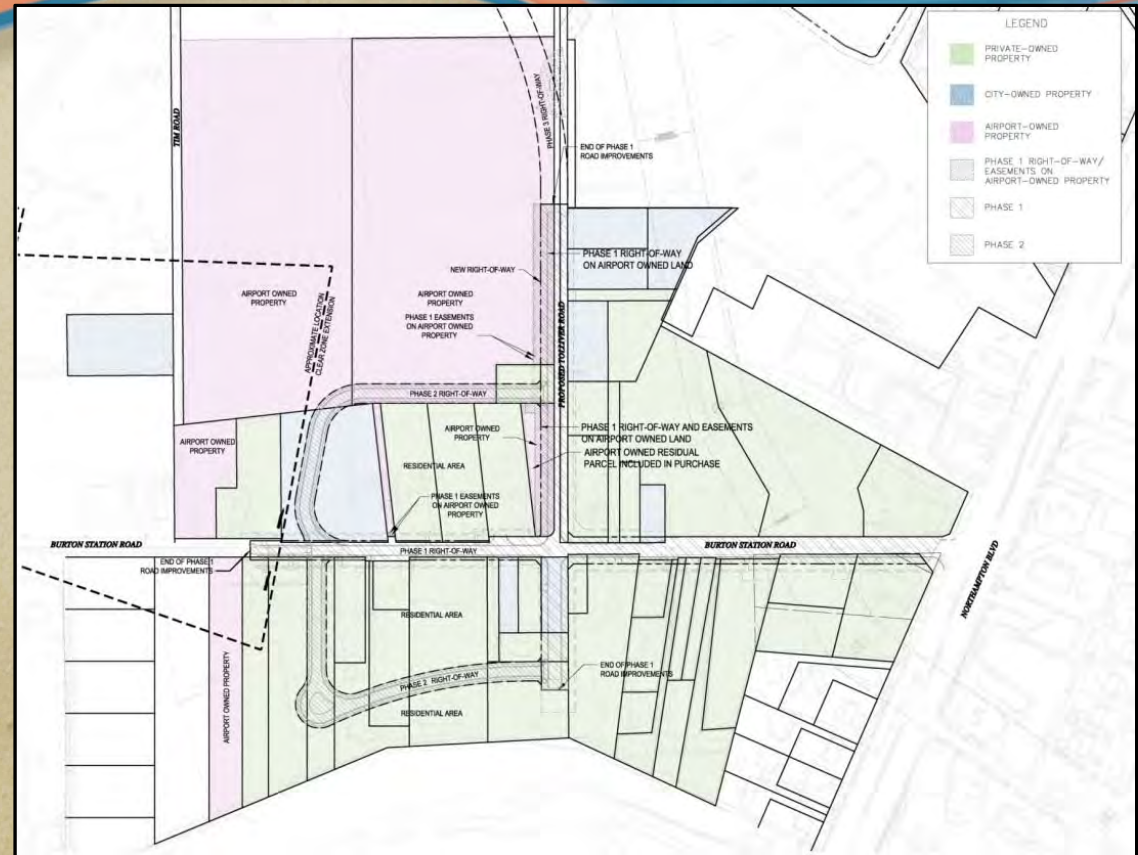 LEGEND
PRIVATE-OWNED
PROPERTY
CITY-OWNED PROPERTY
AIRPORT-OWNED
PROPERTY
PHASE 1 RIGHT-OF-WAY/
EASEMENTS ON
AIRPORT-OWNED PROPERTY
PHASE 1
PHASE 2
TIM ROAD
PHASE 3 RIGHT-OF-WAY
END OF PHASE 1
ROAD IMPROVEMENTS
PHASE 1 RIGHT-OF-WAY
ON AIRPORT OWNED LAND
NEW RIGHT-OF-WAY
AIRPORT OWNED
PROPERTY
AIRPORT OWNED
PROPERTY
PHASE 1 EASEMENTS
ON AIRPORT OWNED
PROPERTY
APPROXIMATE LOCATION
CLEAR ZONE EXTENSION
PROPOSED TOLLIVER ROAD
PHASE 2 RIGHT-OF-WAY
AIRPORT OWNED
PROPERTY
AIRPORT OWNED
PROPERTY
PHASE 1 RIGHT-OF-WAY AND EASEMENTS
ON AIRPORT OWNED LAND
AIRPORT OWNED RESIDUAL
PARCEL INCLUDED IN PURCHASE
RESIDENTIAL AREA
PHASE 1 EASEMENTS
ON AIRPORT OWNED
PROPERTY
BURTON STATION ROAD
PHASE 1 RIGHT-OF-WAY
BURTON STATION ROAD
END OF PHASE 1
ROAD IMPROVEMENTS
NORTHAMPTON BLVD
RESIDENTIAL AREA
AIRPORT OWNED PROPERTY
END OF PHASE 1
ROAD IMPROVEMENTS
PHASE 2 RIGHT-OF-WAY
RESIDENTIAL AREA